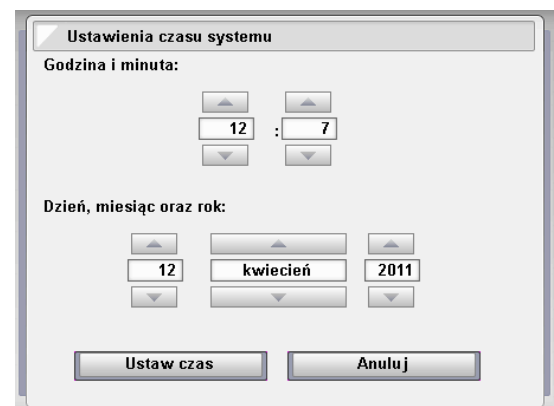 Ustawienia czasu systemu
Godzina i minuta:
12 : 7
Dzień, miesiąc oraz rok:
12 kwiecień 2011
Ustaw czas Anuluj